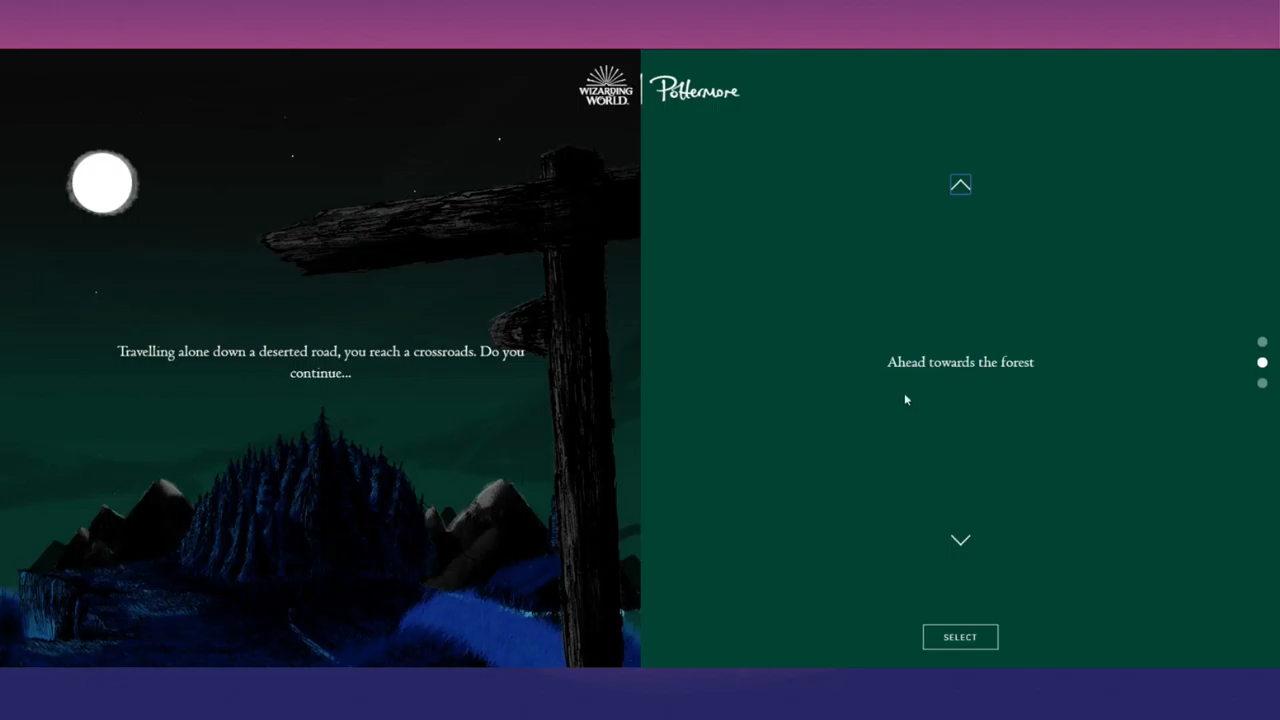 WIZARDING
WORLD.
Pottermore
Travelling alone down a deserted road, you reach a crossroads. Do you
continue...
Ahead towards the forest
SELECT